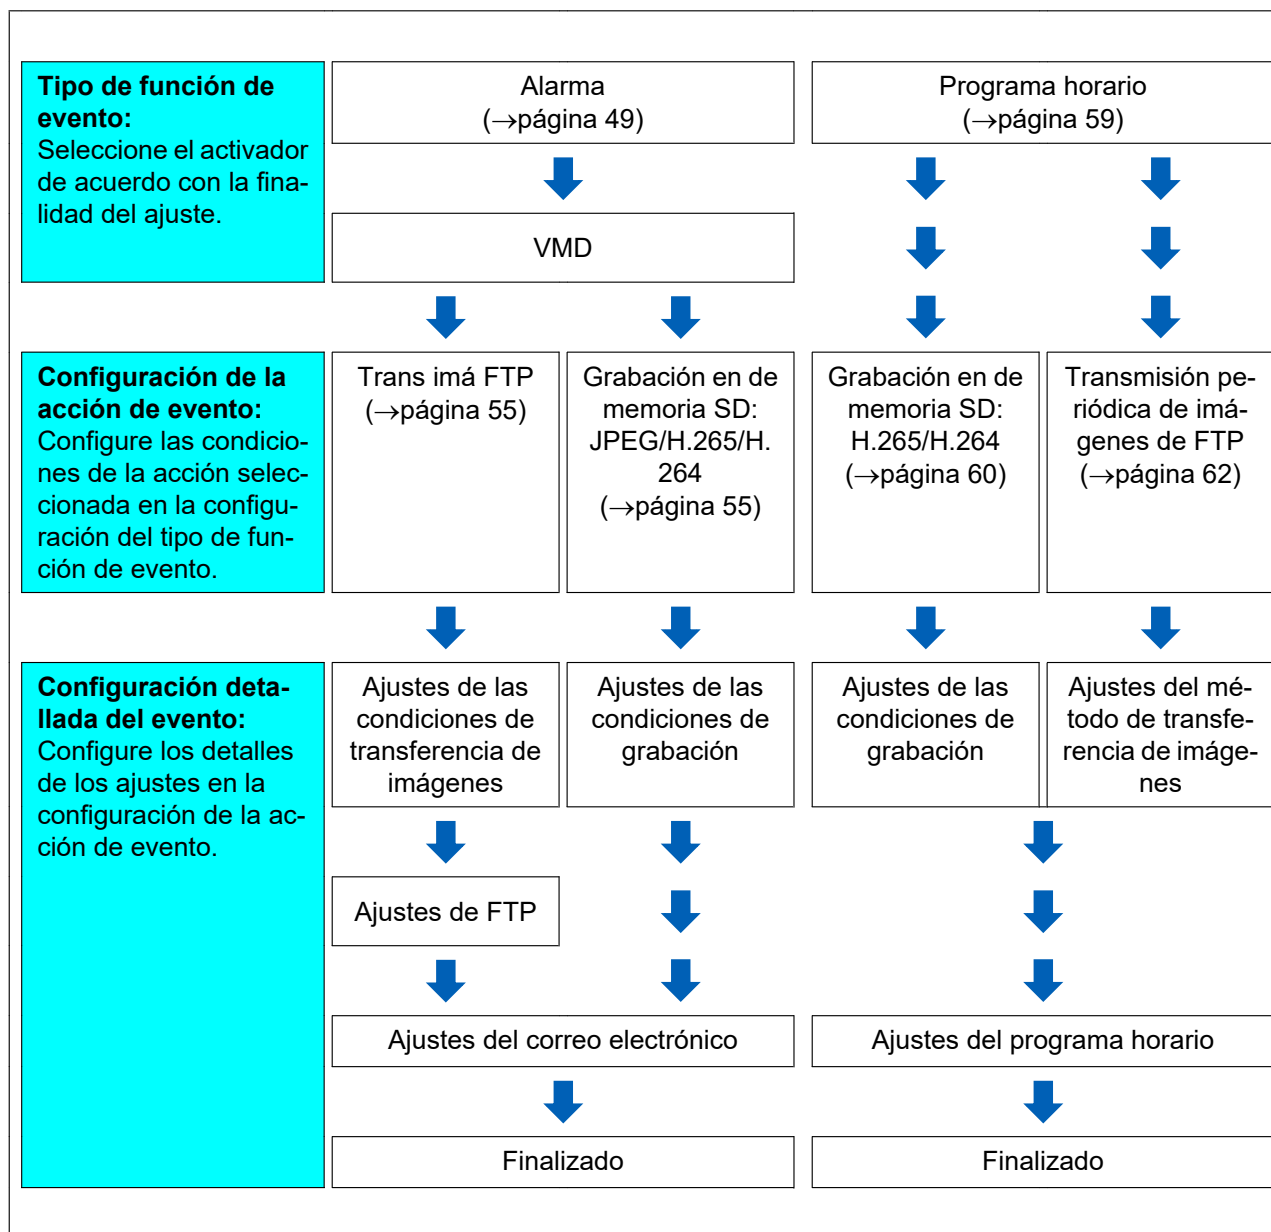 Tipo de función de
evento:
Seleccione el activador
de acuerdo con la fina-
lidad del ajuste.
Alarma
(→página 49)
Programa horario
(→página 59)
VMD
Configuración de la
acción de evento:
Configure las condicio-
nes de la acción selec-
cionada en la configu-
ración del tipo de fun-
ción de evento.
Trans imá FTP
(→página 55)
Grabación en de
memoria SD:
JPEG/H.265/H.
264
(→página 55)
Grabación en de
memoria SD:
H.265/H.264
(→página 60)
Transmisión pe-
riódica de imá-
genes de FTP
(→página 62)
Configuración deta-
llada del evento:
Configure los detalles
de los ajustes en la
configuración de la ac-
ción de evento.
Ajustes de las
condiciones de
transferencia de
imágenes
Ajustes de las
condiciones de
grabación
Ajustes de las
condiciones de
grabación
Ajustes del mé-
todo de transfe-
rencia de imáge-
nes
Ajustes de FTP
Ajustes del correo electrónico
Ajustes del programa horario
Finalizado
Finalizado